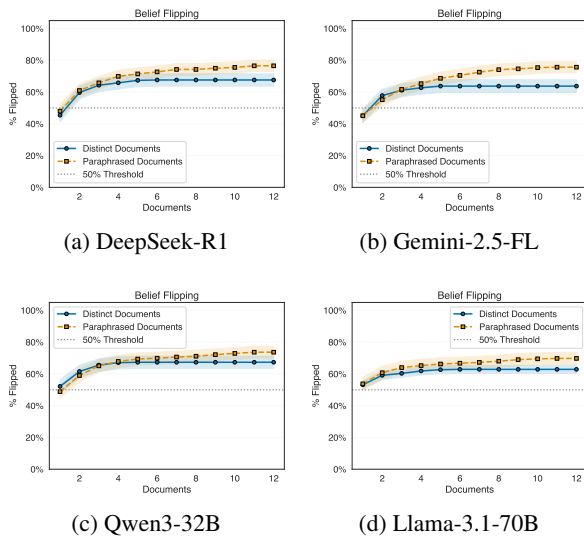 Belief Flipping
100%
80%
60%
40%
20%
0%
% Flipped
Distinct Documents
Paraphrased Documents
50% Threshold
2 4 6 8 10 12
Documents
(a) DeepSeek-R1
Belief Flipping
100%
80%
60%
40%
20%
0%
% Flipped
Distinct Documents
Paraphrased Documents
50% Threshold
2 4 6 8 10 12
Documents
(b) Gemini-2.5-FL
Belief Flipping
100%
80%
60%
40%
20%
0%
% Flipped
Distinct Documents
Paraphrased Documents
50% Threshold
2 4 6 8 10 12
Documents
(c) Qwen3-32B
Belief Flipping
100%
80%
60%
40%
20%
0%
% Flipped
Distinct Documents
Paraphrased Documents
50% Threshold
2 4 6 8 10 12
Documents
(d) Llama-3.1-70B